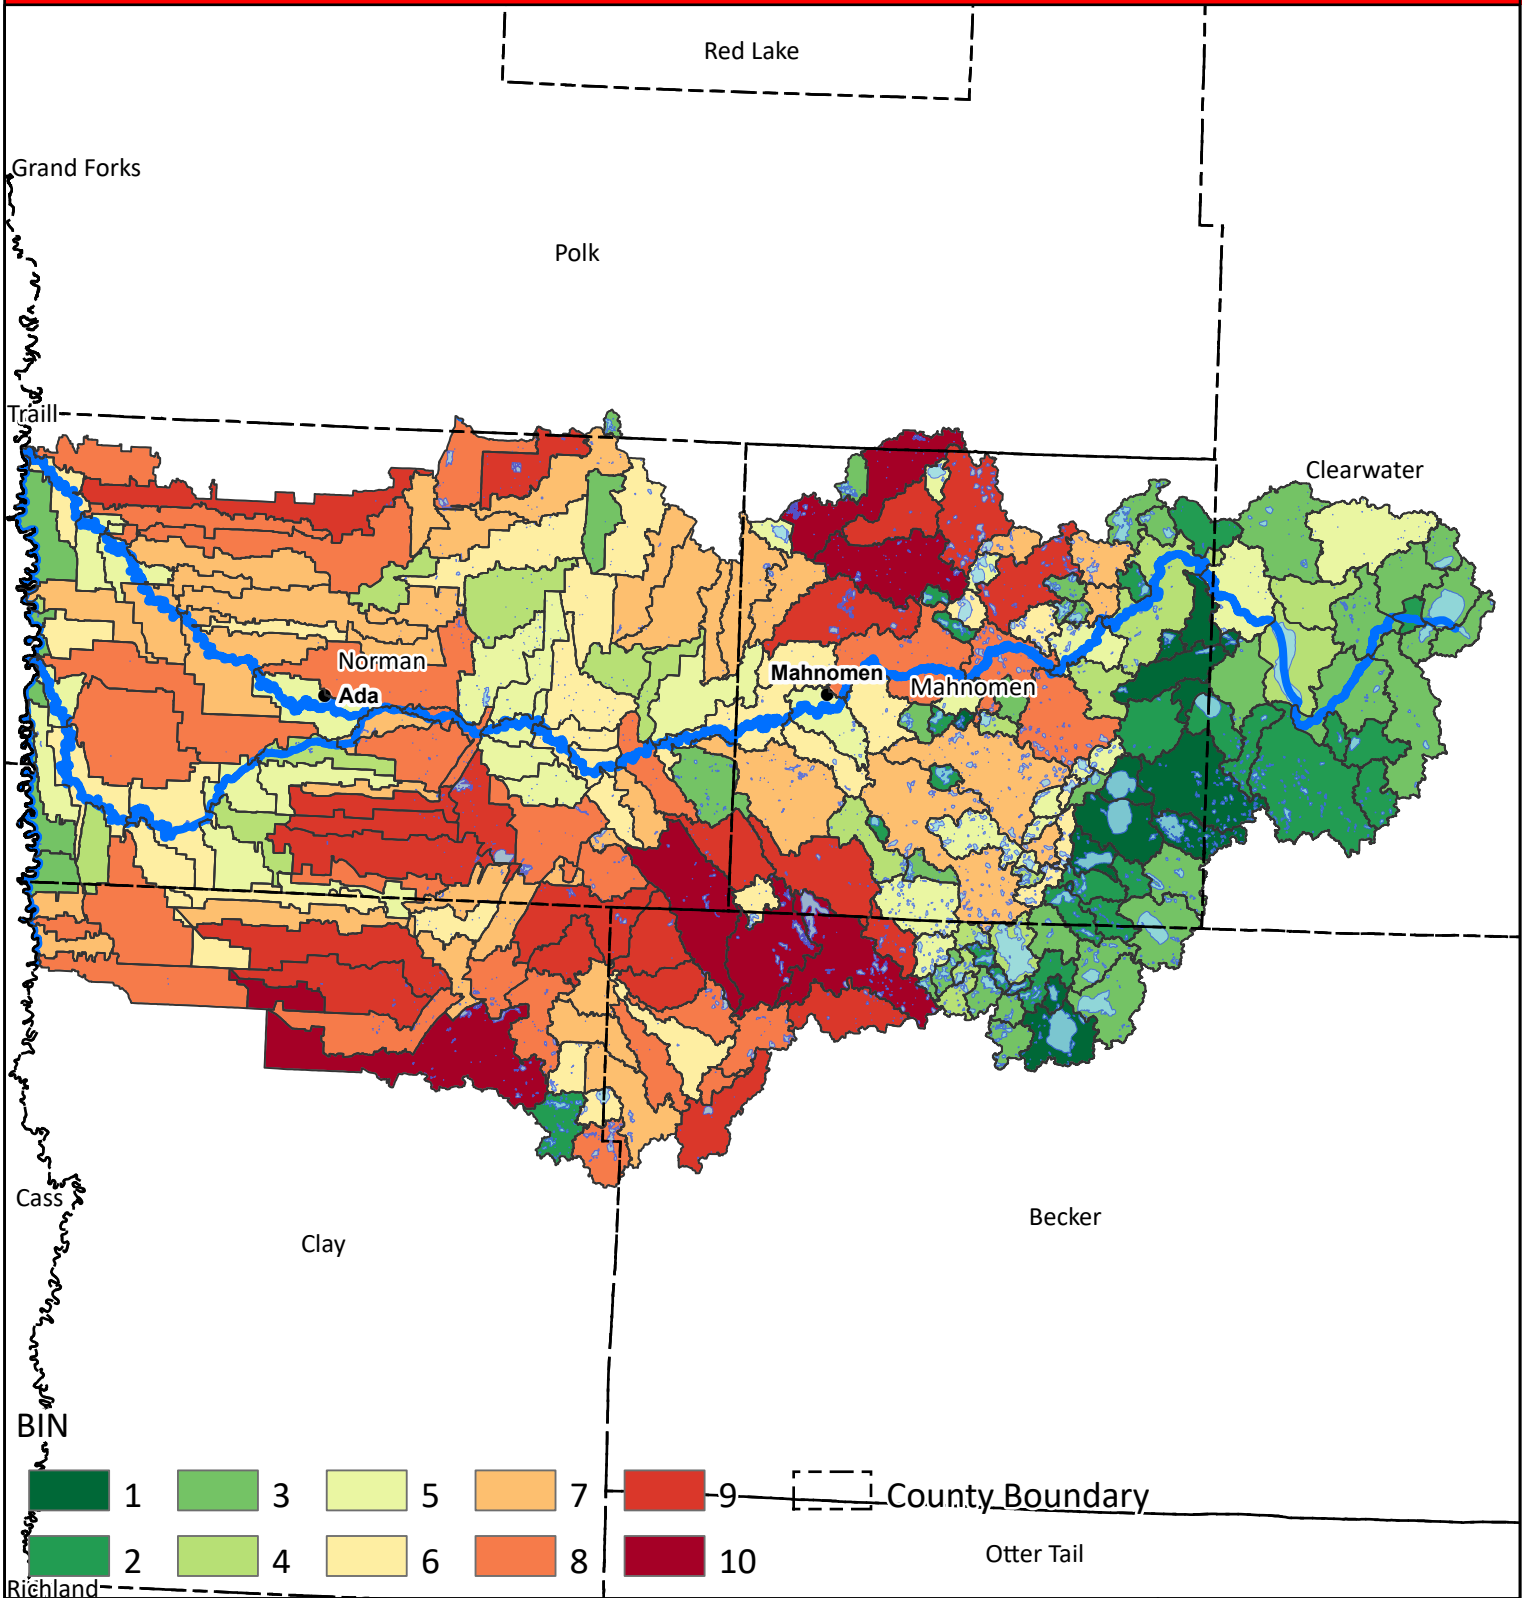 Red Lake
Grand Forks
Polk
Traill
Clearwater
Norman
Ada
Mahnomen
Mahnomen
Cass
Clay
Becker
BIN
1 3 5 7 9 County Boundary
2 4 6 8 10 Otter Tail
Richland